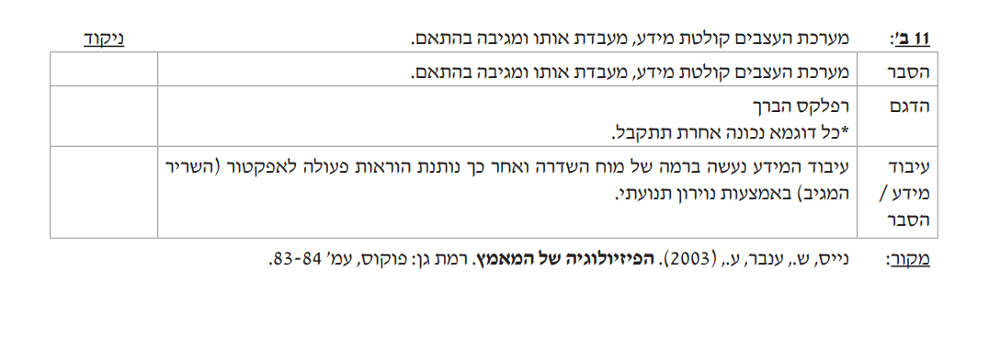 11 ב': מערכת העצבים קולטת מידע, מעבדת אותו ומגיבה בהתאם. ניקוד
הסבר מערכת העצבים קולטת מידע, מעבדת אותו ומגיבה בהתאם.
הדגם רפלקס הברך
*כל דוגמא נכונה אחרת תתקבל.
עיבוד עיבוד המידע נעשה ברמה של מוח השדרה ואחר כך נותנת הוראות פעולה לאפקטור (השריר
מידע / המגיב) באמצעות נוירון תנועתי.
הסבר
מקור: נייס, ש., ענבר, ע., (2003). הפיזיולוגיה של המאמץ. רמת גן: פוקוס, עמ' 83-84.